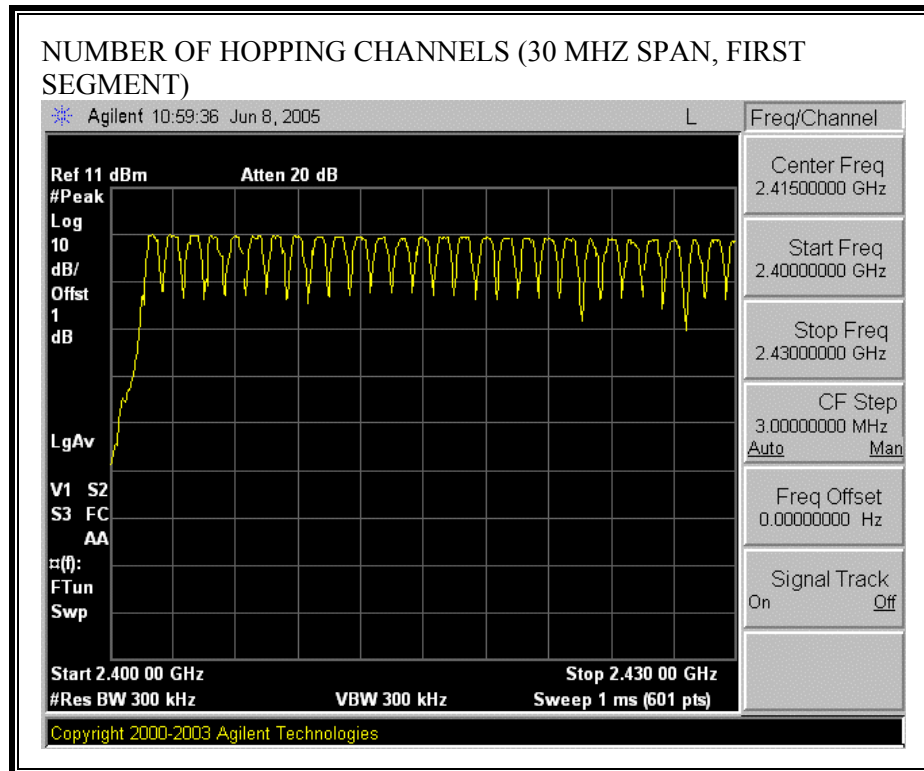 NUMBER OF HOPPING CHANNELS (30 MHZ SPAN, FIRST
SEGMENT)
Agilent 10:59:36 Jun 8, 2005 L
Freq/Channel
Ref 11 dBm Atten 20 dB
#Peak
Log
10
dB/
Offst
1
dB
LgAv
V1 S2
S3 FC
AA
¤(f):
FTun
Swp
Start 2.400 00 GHz Stop 2.430 00 GHz
#Res BW 300 kHz VBW 300 kHz Sweep 1 ms (601 pts)
Center Freq
2.41500000 GHz
Start Freq
2.40000000 GHz
Stop Freq
2.43000000 GHz
CF Step
3.00000000 MHz
Auto Man
Freq Offset
0.00000000 Hz
Signal Track
On Off
Copyright 2000-2003 Agilent Technologies